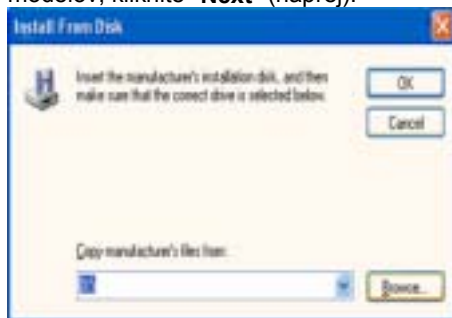 modelov, kliknite "Next" (naprej).
Install From Disk
Insert the manufacturer's installation disk, and then
make sure that the correct drive is selected below.
OK
Cancel
Copy manufacturer's files from:
Browse...